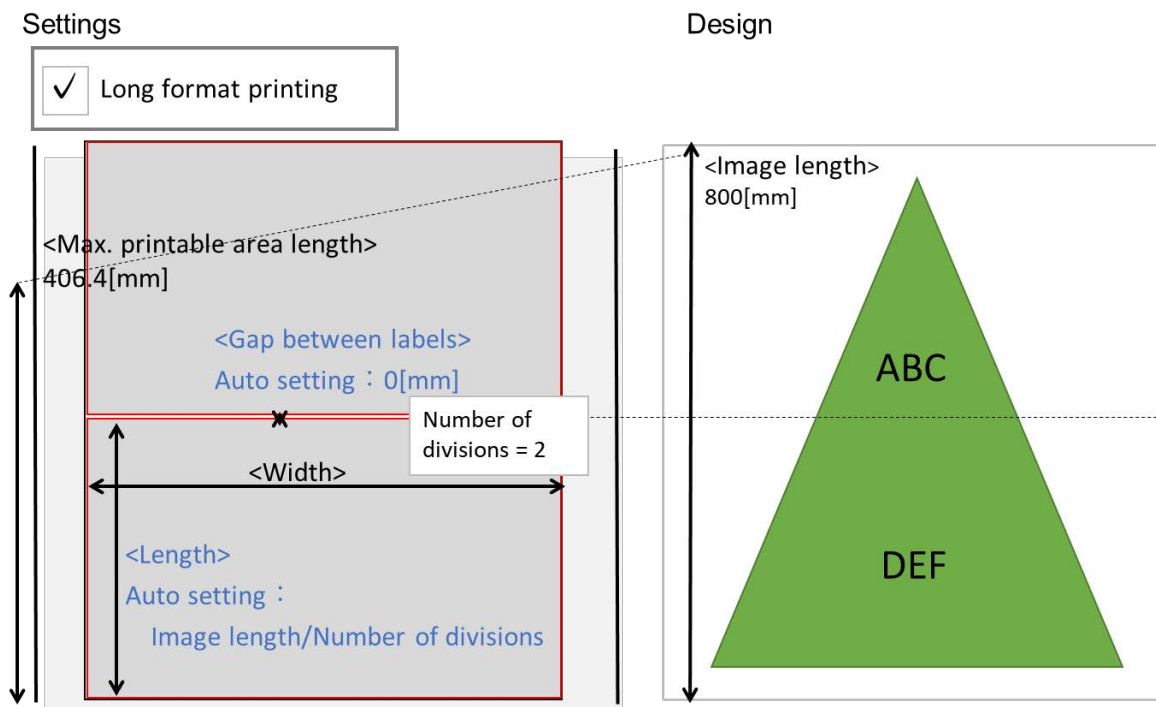 Settings
Design
✓ Long format printing
<Image length>
800[mm]
<Max. printable area length>
406.4[mm]
<Gap between labels>
Auto setting：0[mm]
ABC
Number of
divisions = 2
<Width>
<Length>
Auto setting：
Image length/Number of divisions
DEF